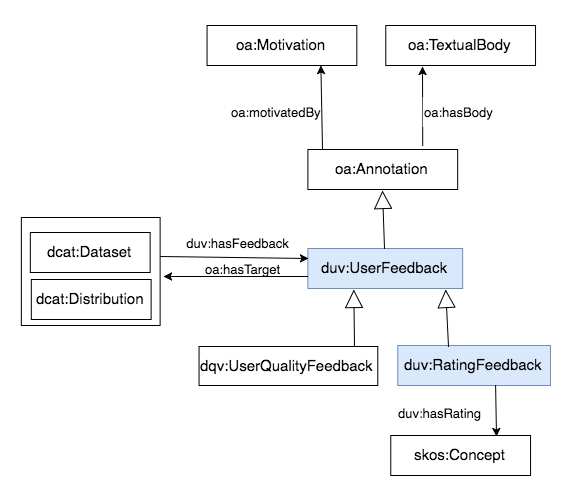 oa:Motivation
oa:TextualBody
oa:motivatedBy
oa:hasBody
oa:Annotation
dcat:Dataset
duv:hasFeedback
duv:UserFeedback
oa:hasTarget
dcat:Distribution
dqv:UserQualityFeedback
duv:RatingFeedback
duv:hasRating
skos:Concept